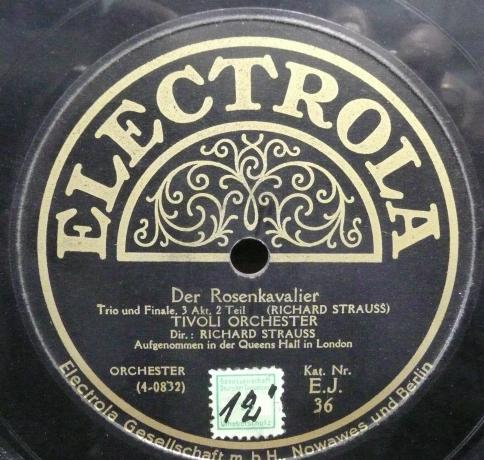 ELECTROLA
Der Rosenkavalier
Trio und Finale, 3 Akt, 2 Teil (RICHARD STRAUSS)
TIVOLI ORCHESTER
Dir.: RICHARD STRAUSS
Aufgenommen in der Queens Hall in London
ORCHESTER
(4-0832)
Kat. Nr.
E.J.
36
12
Electrola Gesellschaft m.b.H. Nowawes und Berlin